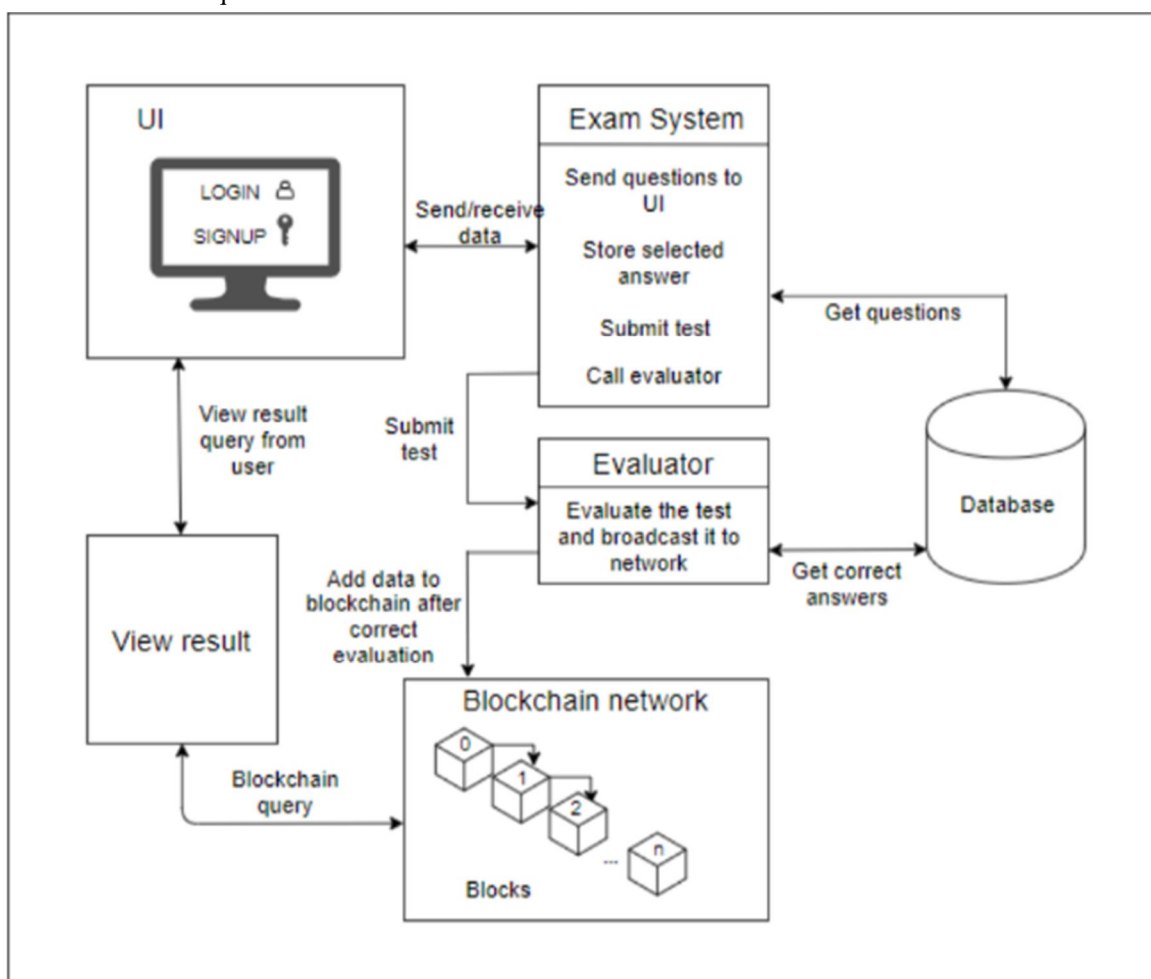 UI
LOGIN
SIGNUP
Send/receive
data
Exam System
Send questions to
UI
Store selected
answer
Submit test
Call evaluator
Get questions
Database
View result
query from
user
Submit
test
Evaluator
Evaluate the test
and broadcast it to
network
Get correct
answers
Add data to
blockchain after
correct
evaluation
View result
Blockchain
query
Blockchain network
0
1
2
...
n
Blocks